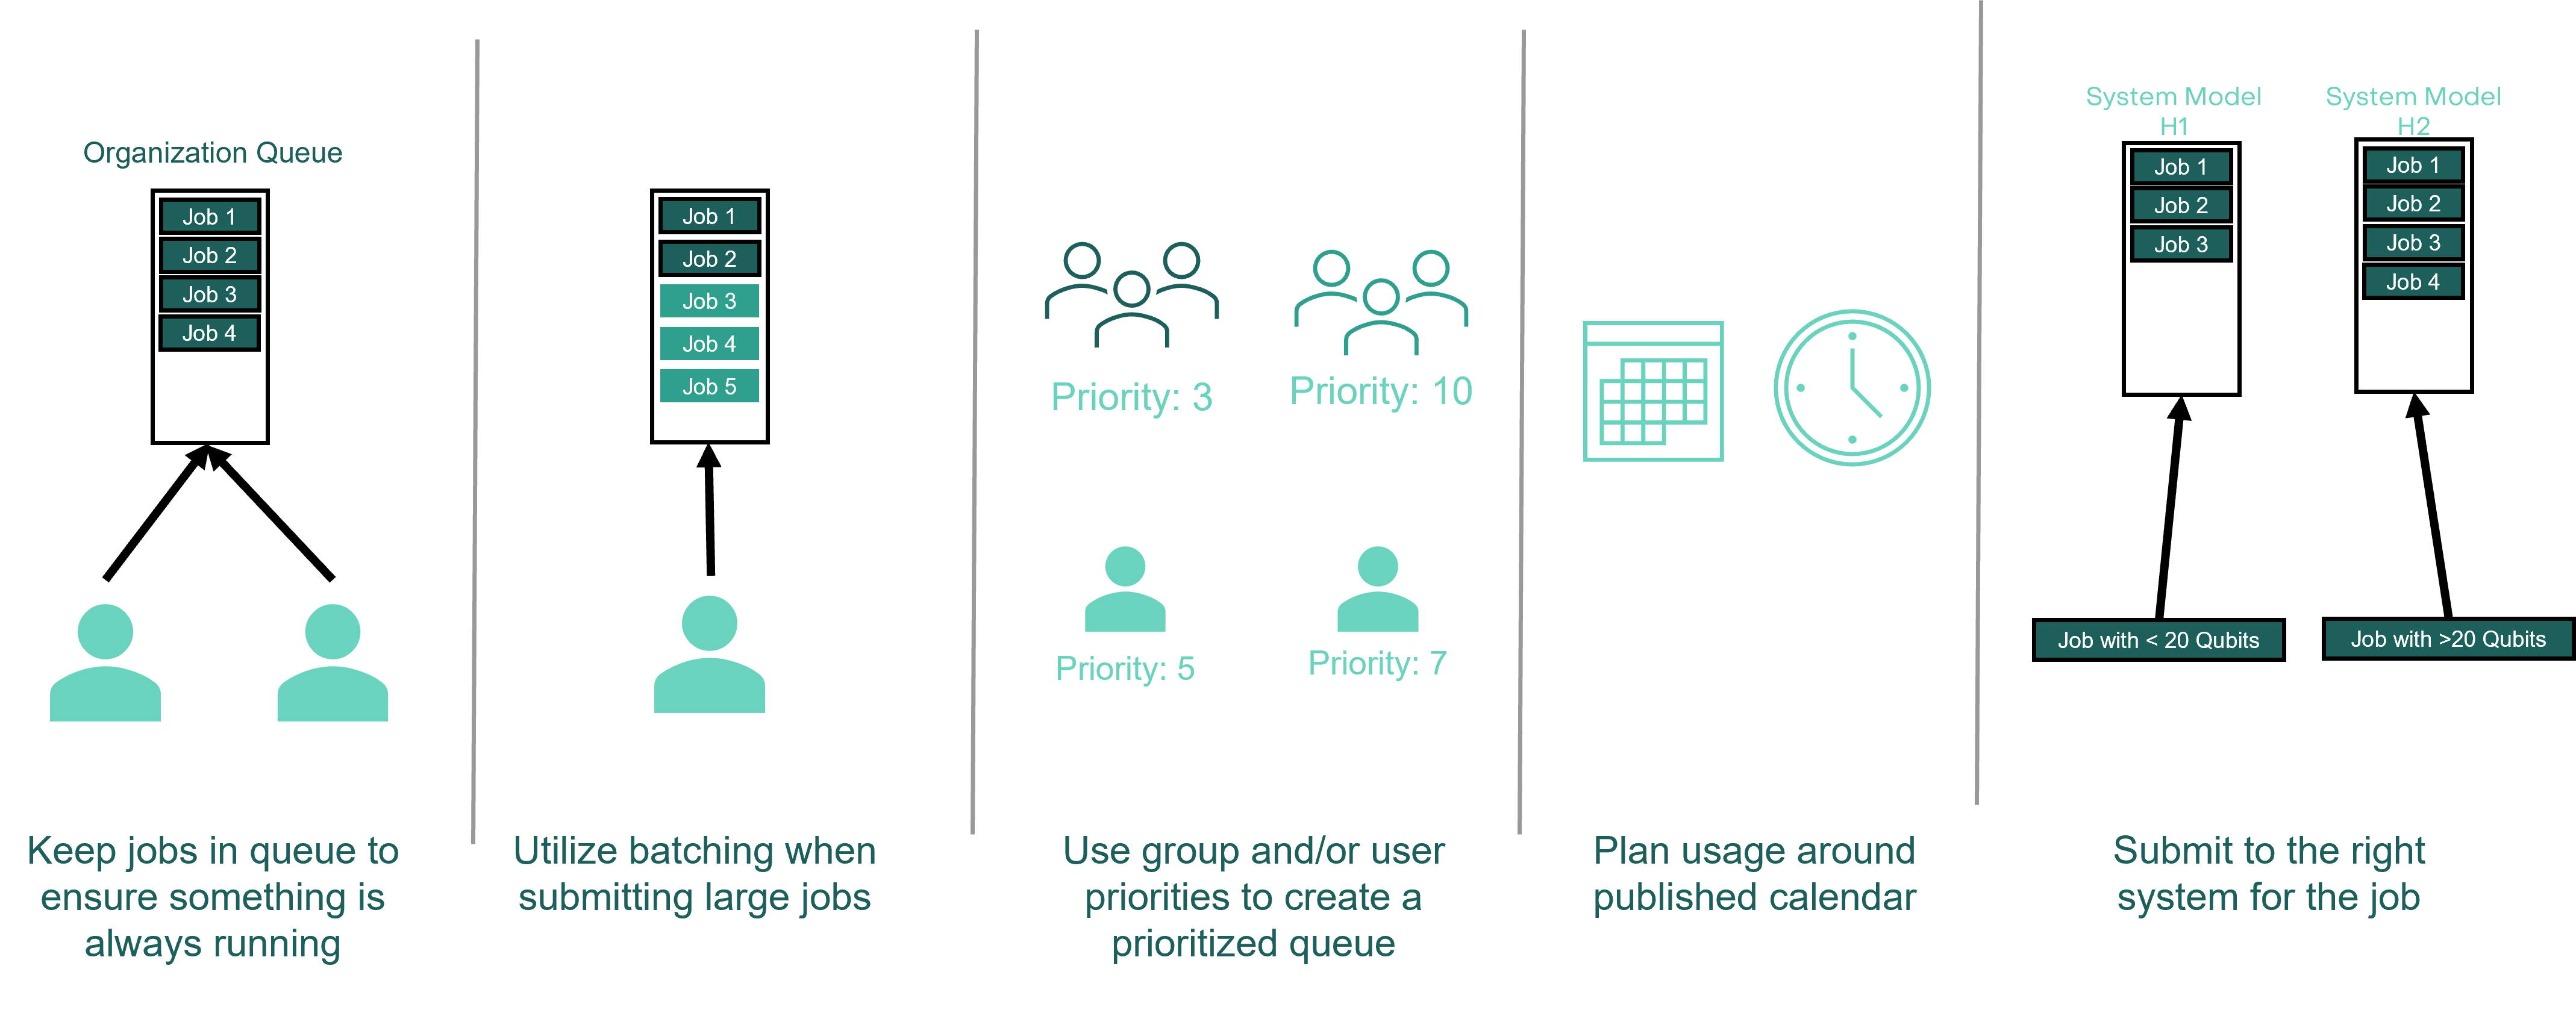 Organization Queue
Job 1
Job 2
Job 3
Job 4
Keep jobs in queue to
ensure something is
always running
Job 1
Job 2
Job 3
Job 4
Job 5
Utilize batching when
submitting large jobs
Priority: 3
Priority: 10
Priority: 5
Priority: 7
Use group and/or user
priorities to create a
prioritized queue
Plan usage around
published calendar
System Model
H1
Job 1
Job 2
Job 3
Job with < 20 Qubits
System Model
H2
Job 1
Job 2
Job 3
Job 4
Job with >20 Qubits
Submit to the right
system for the job